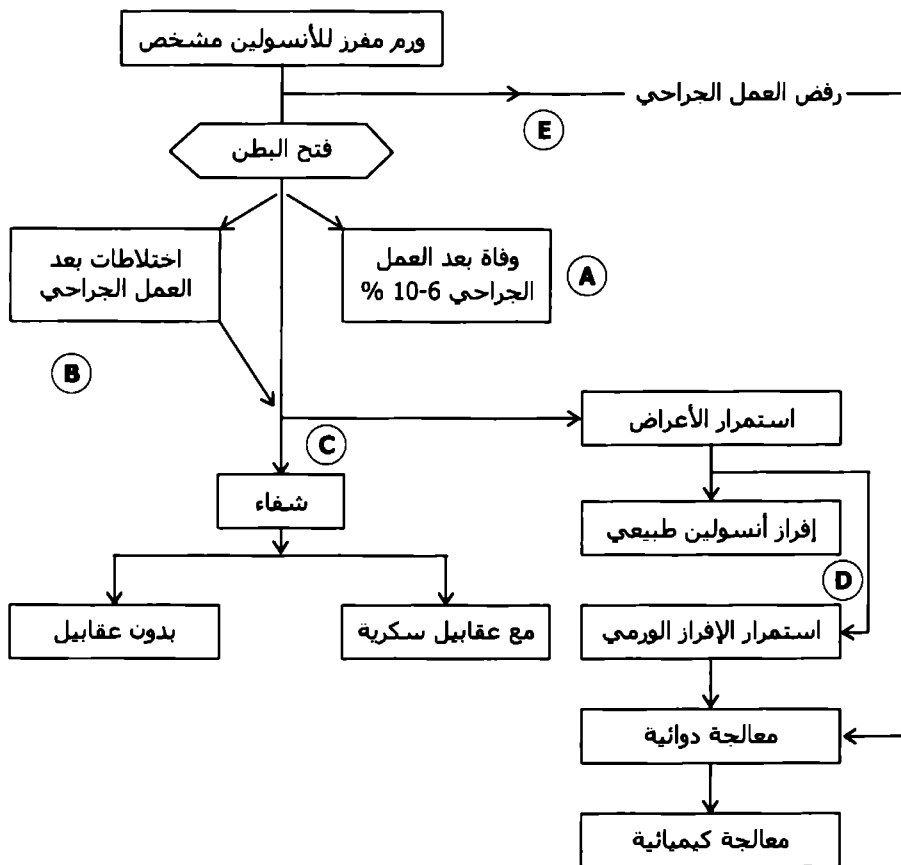 ورم مفرز للأنسولين مشخص
رفض العمل الجراحي
E
فتح البطن
اختلاطات بعد
العمل الجراحي
وفاة بعد العمل
الجراحي 6-10 %
A
B
استمرار الأعراض
C
شفاء
إفراز أنسولين طبيعي
D
بدون عقابيل
مع عقابيل سكرية
استمرار الإفراز الورمي
معالجة دوائية
معالجة كيميائية